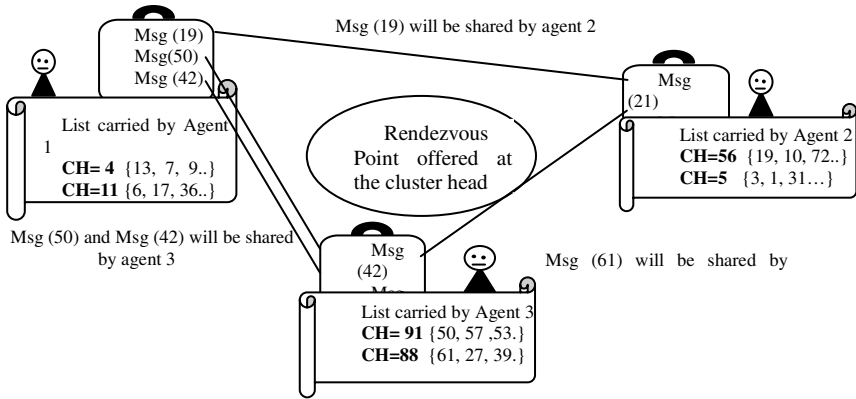 Msg (19)
Msg(50)
Msg (42)
Msg (19) will be shared by agent 2
Msg
(21)
List carried by Agent
1
CH= 4 {13, 7, 9..}
CH=11 {6, 17, 36..}
Rendezvous
Point offered at
the cluster head
List carried by Agent 2
CH=56 {19, 10, 72..}
CH=5 {3, 1, 31…}
Msg (50) and Msg (42) will be shared
by agent 3
Msg
(42)
Msg (61) will be shared by
List carried by Agent 3
CH= 91 {50, 57 ,53.}
CH=88 {61, 27, 39.}